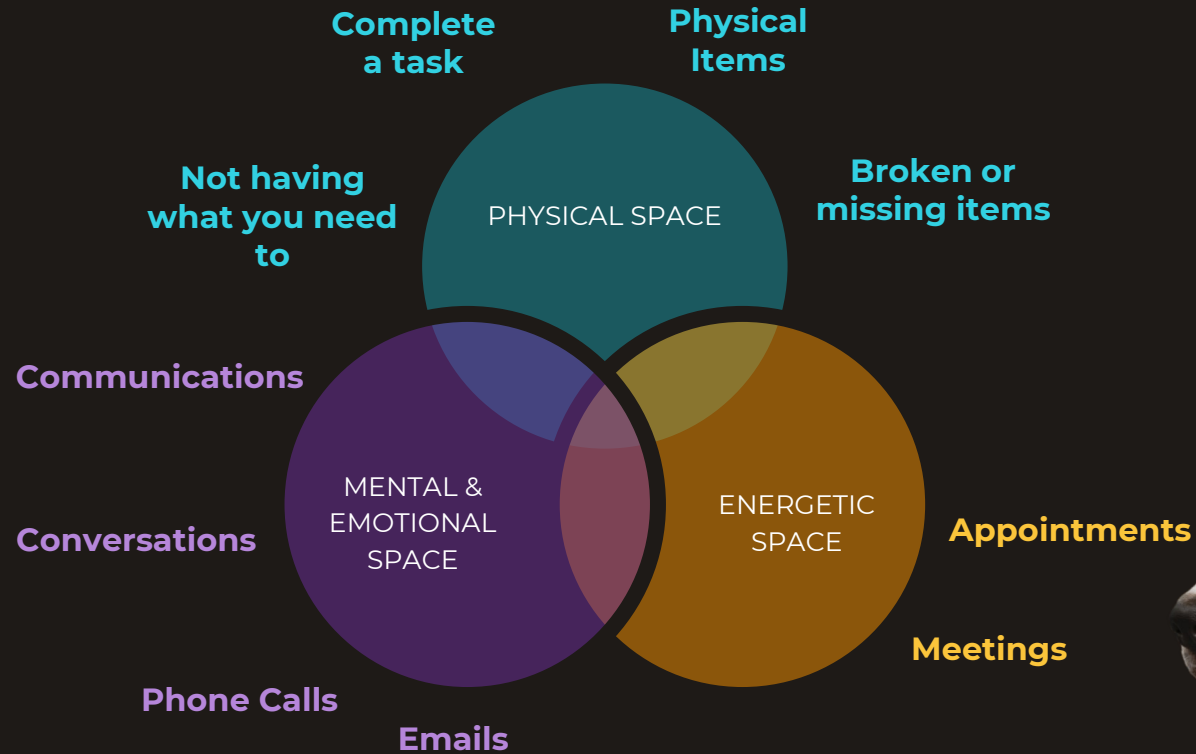 Complete
a task
Physical
Items
Not having
what you need
to
Broken or
missing items
PHYSICAL SPACE
Communications
Conversations
Phone Calls
Emails
MENTAL &
EMOTIONAL
SPACE
ENERGETIC
SPACE
Appointments
Meetings